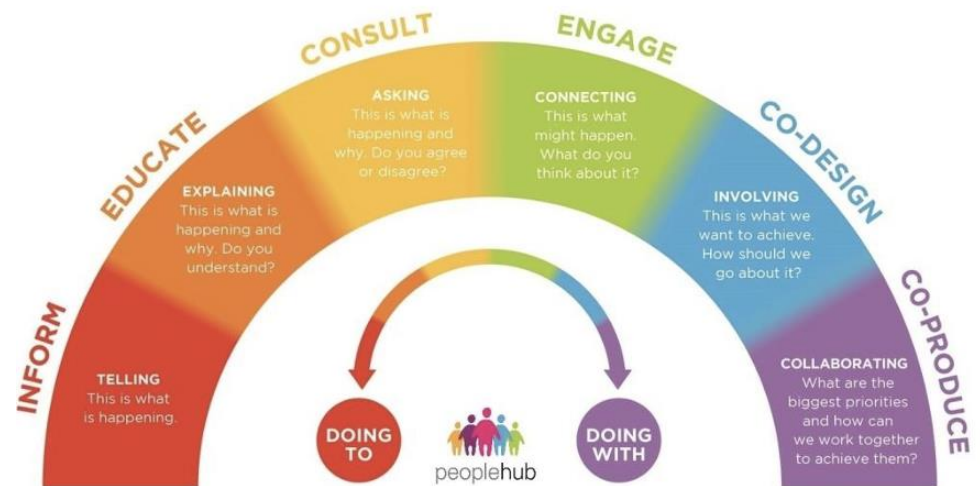 INFORM
TELLING
This is what
is happening.
EDUCATE
EXPLAINING
This is what is
happening and
why. Do you
understand?
CONSULT
ASKING
This is what is
happening and
why. Do you agree
or disagree?
ENGAGE
CONNECTING
This is what
might happen.
What do you
think about it?
CO-DESIGN
INVOLVING
This is what we
want to achieve.
How should we
go about it?
CO-PRODUCE
COLLABORATING
What are the
biggest priorities
and how can
we work together
to achieve them?
DOING
TO
peoplehub
DOING
WITH